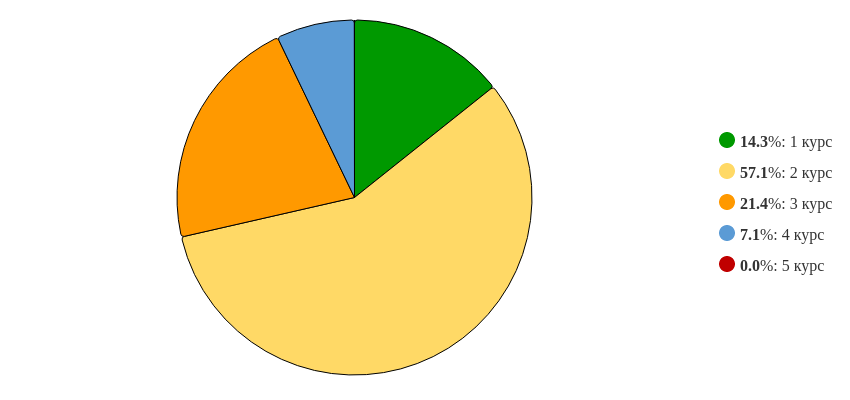 14.3%: 1 курс
57.1%: 2 курс
21.4%: 3 курс
7.1%: 4 курс
0.0%: 5 курс